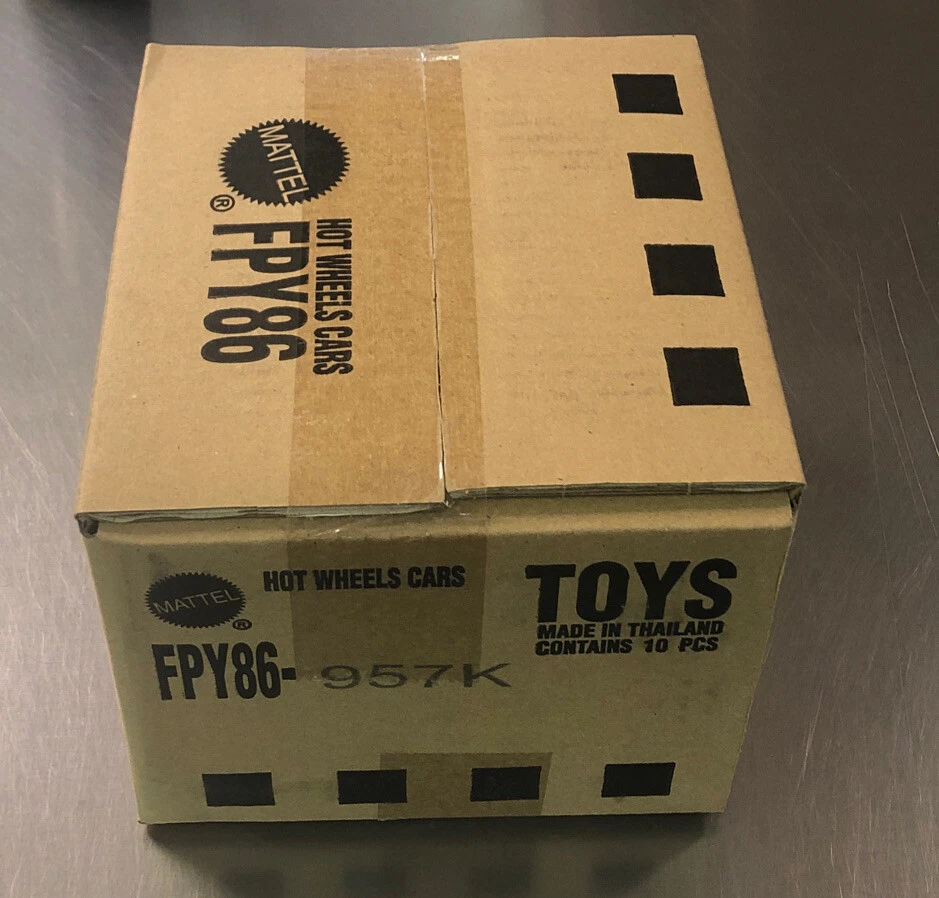 MATTEL
®
HOT WHEELS CARS
FPY86
MATTEL
®
HOT WHEELS CARS
FPY86- 957K
TOYS
MADE IN THAILAND
CONTAINS 10 PCS